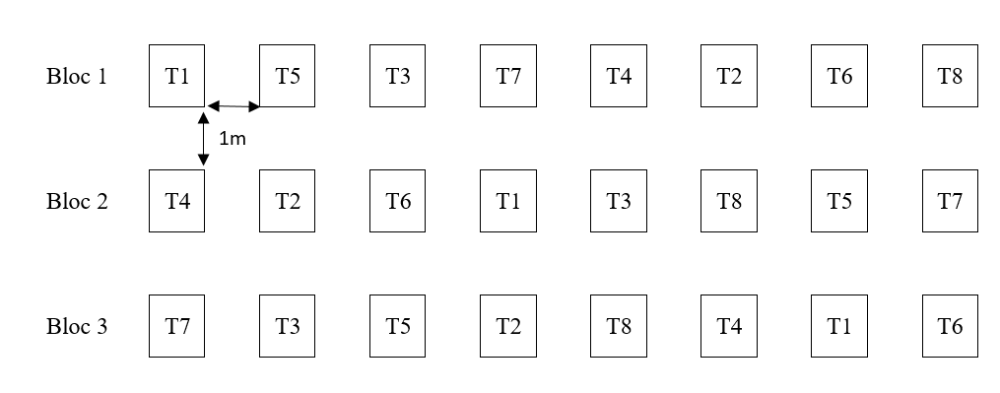 Bloc 1 T1 T5 T3 T7 T4 T2 T6 T8
1m
Bloc 2 T4 T2 T6 T1 T3 T8 T5 T7
Bloc 3 T7 T3 T5 T2 T8 T4 T1 T6